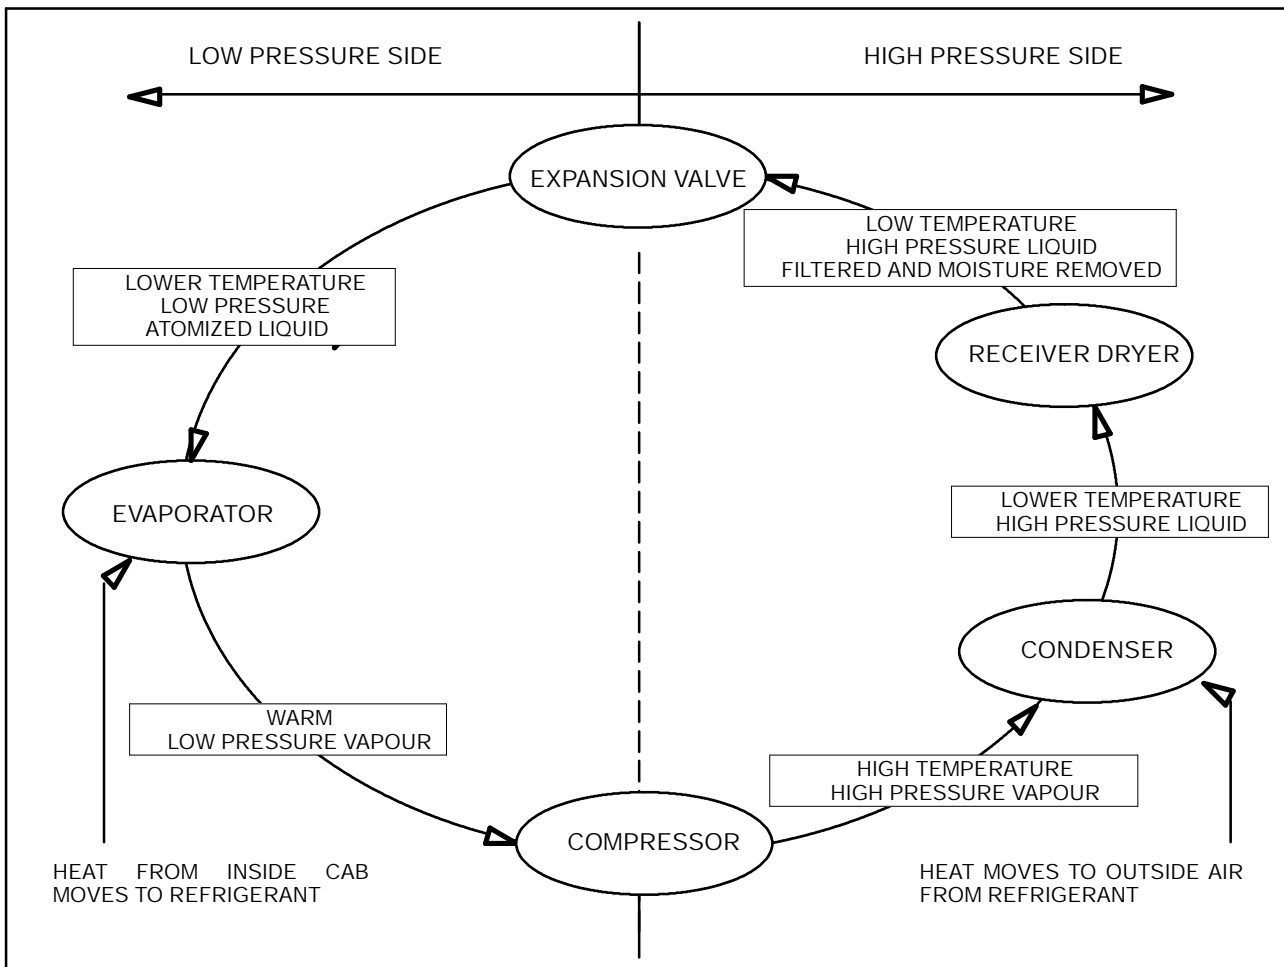 LOW PRESSURE SIDE
HIGH PRESSURE SIDE
EXPANSION VALVE
LOW TEMPERATURE
HIGH PRESSURE LIQUID
FILTERED AND MOISTURE REMOVED
LOWER TEMPERATURE
LOW PRESSURE
ATOMIZED LIQUID
RECEIVER DRYER
EVAPORATOR
LOWER TEMPERATURE
HIGH PRESSURE LIQUID
CONDENSER
WARM
LOW PRESSURE VAPOUR
HIGH TEMPERATURE
HIGH PRESSURE VAPOUR
COMPRESSOR
HEAT FROM INSIDE CAB
MOVES TO REFRIGERANT
HEAT MOVES TO OUTSIDE AIR
FROM REFRIGERANT